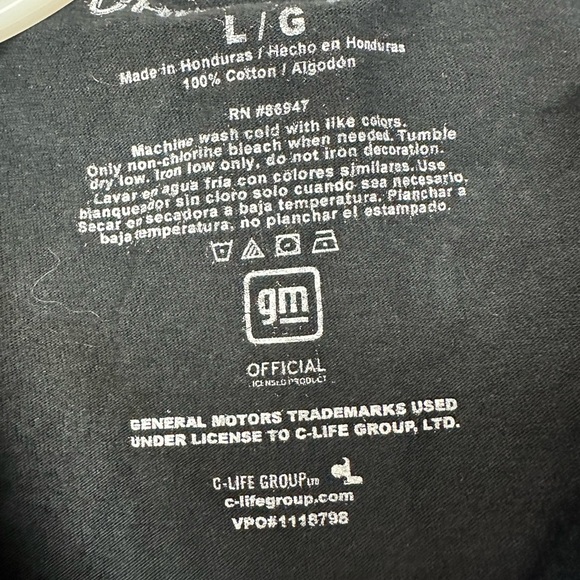 L / G
Made in Honduras / Hecho en Honduras
100% Cotton / Algodón
RN #86947
Machine wash cold with like colors.
Only non-chlorine bleach when needed. Tumble
dry low. Iron low only, do not iron decoration.
Lavar en agua fria con colores similares. Use
blanqueador sin cloro solo cuando sea necesario.
Secar en secadora a baja temperatura. Planchar a
baja temperatura, no planchar el estampado.
gm
OFFICIAL
LICENSED PRODUCT
GENERAL MOTORS TRADEMARKS USED
UNDER LICENSE TO C-LIFE GROUP, LTD.
C-LIFE GROUP LTD
c-lifegroup.com
VPO#1118798